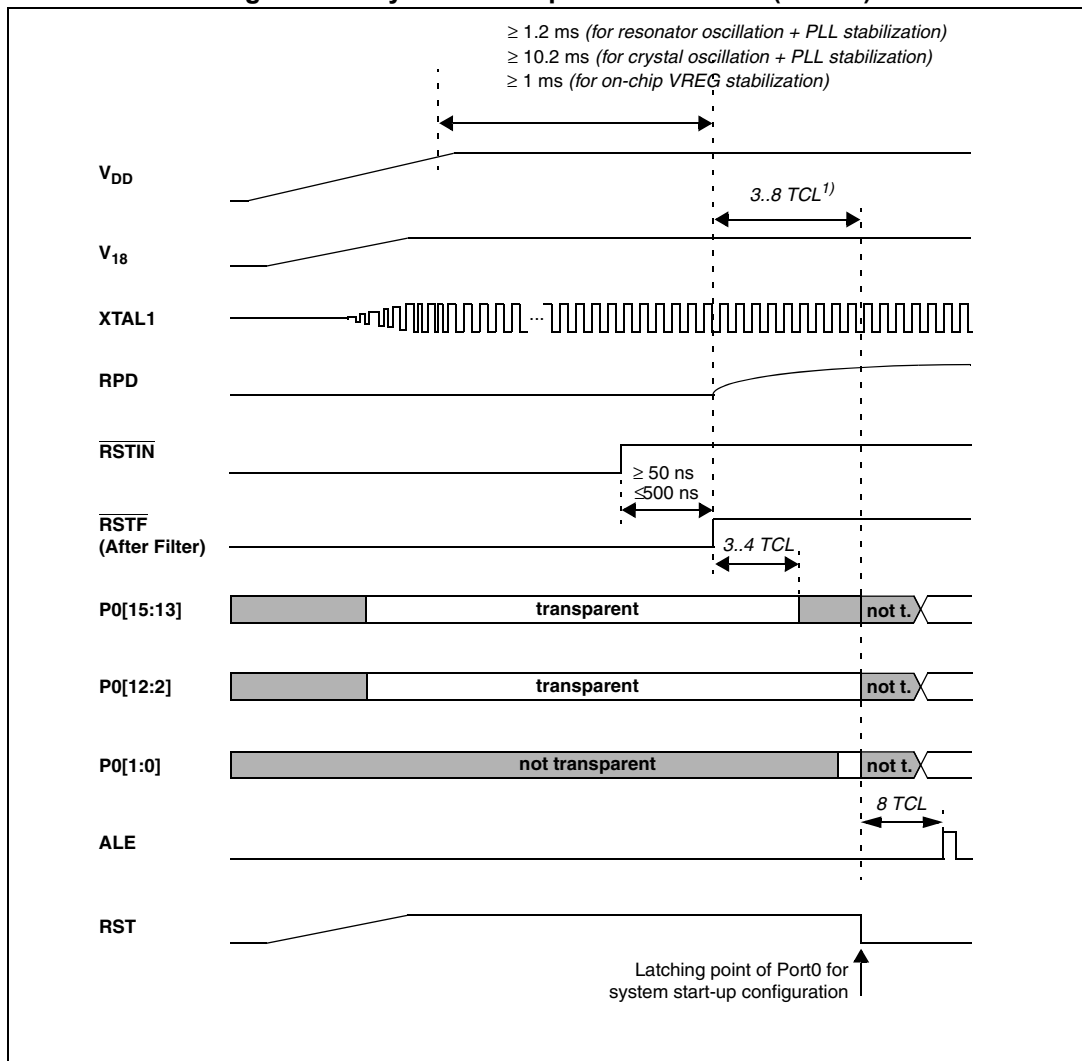 ≥ 1.2 ms (for resonator oscillation + PLL stabilization)
≥ 10.2 ms (for crystal oscillation + PLL stabilization)
≥ 1 ms (for on-chip VREG stabilization)
VDD
3..8 TCL1)
V18
XTAL1
...
RPD
RSTIN
≥ 50 ns
≤500 ns
RSTF
(After Filter)
3..4 TCL
P0[15:13]
transparent
not t.
P0[12:2]
transparent
not t.
P0[1:0]
not transparent
not t.
8 TCL
ALE
RST
Latching point of Port0 for
system start-up configuration